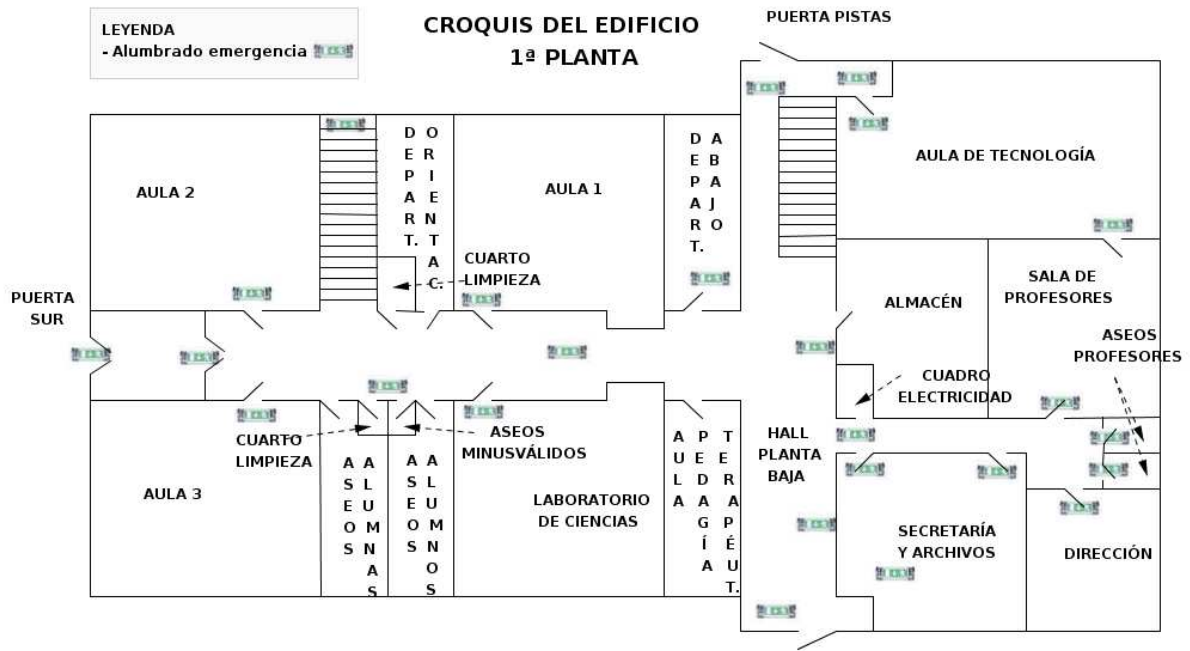 LEYENDA
- Alumbrado emergencia
CROQUIS DEL EDIFICIO
1ª PLANTA
PUERTA PISTAS
AULA 2
DEPART.
ORIENTAC.
AULA 1
DEPART.
ABAJO
AULA DE TECNOLOGÍA
CUARTO
LIMPIEZA
PUERTA
SUR
ALMACÉN
SALA DE
PROFESORES
ASEOS
PROFESORES
CUADRO
ELECTRICIDAD
CUARTO
LIMPIEZA
ASEOS
MINUSVÁLIDOS
HALL
PLANTA
BAJA
AULA 3
ASEOS
ALUMNAS
ASEOS
ALUMNOS
LABORATORIO
DE CIENCIAS
AULA
PEDAGÍA
TERAPÉUT.
SECRETARÍA
Y ARCHIVOS
DIRECCIÓN